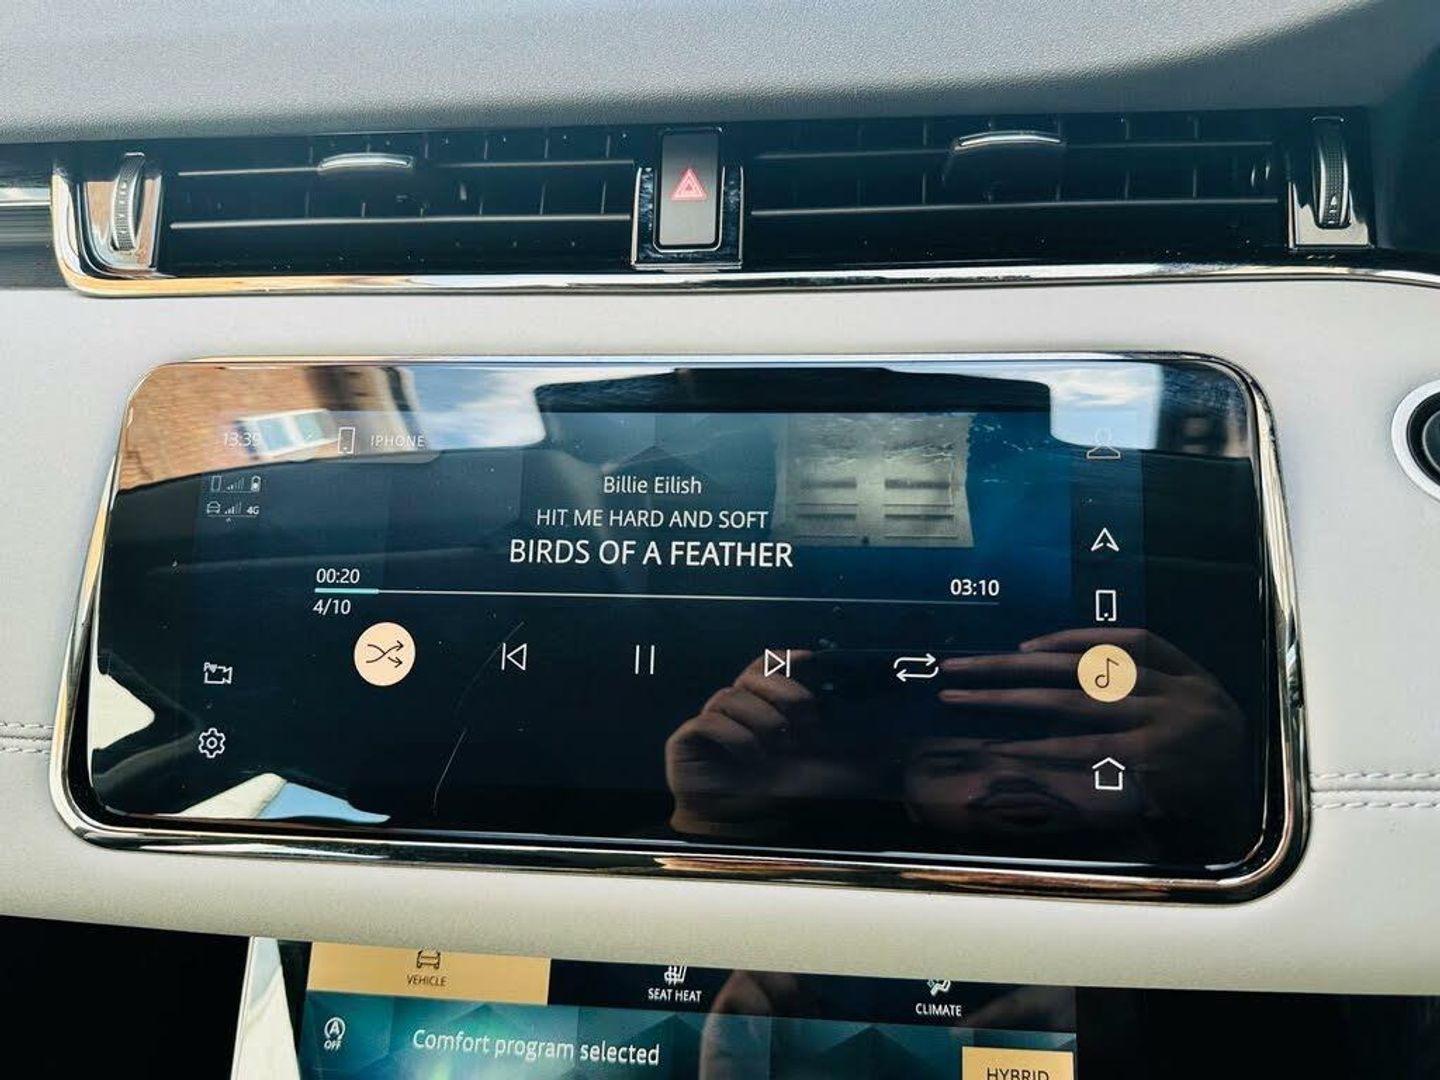 13:39
IPHONE
4G
Billie Eilish
HIT ME HARD AND SOFT
BIRDS OF A FEATHER
00:20
03:10
4/10
VEHICLE
SEAT HEAT
CLIMATE
A
OFF
Comfort program selected
HYBRID